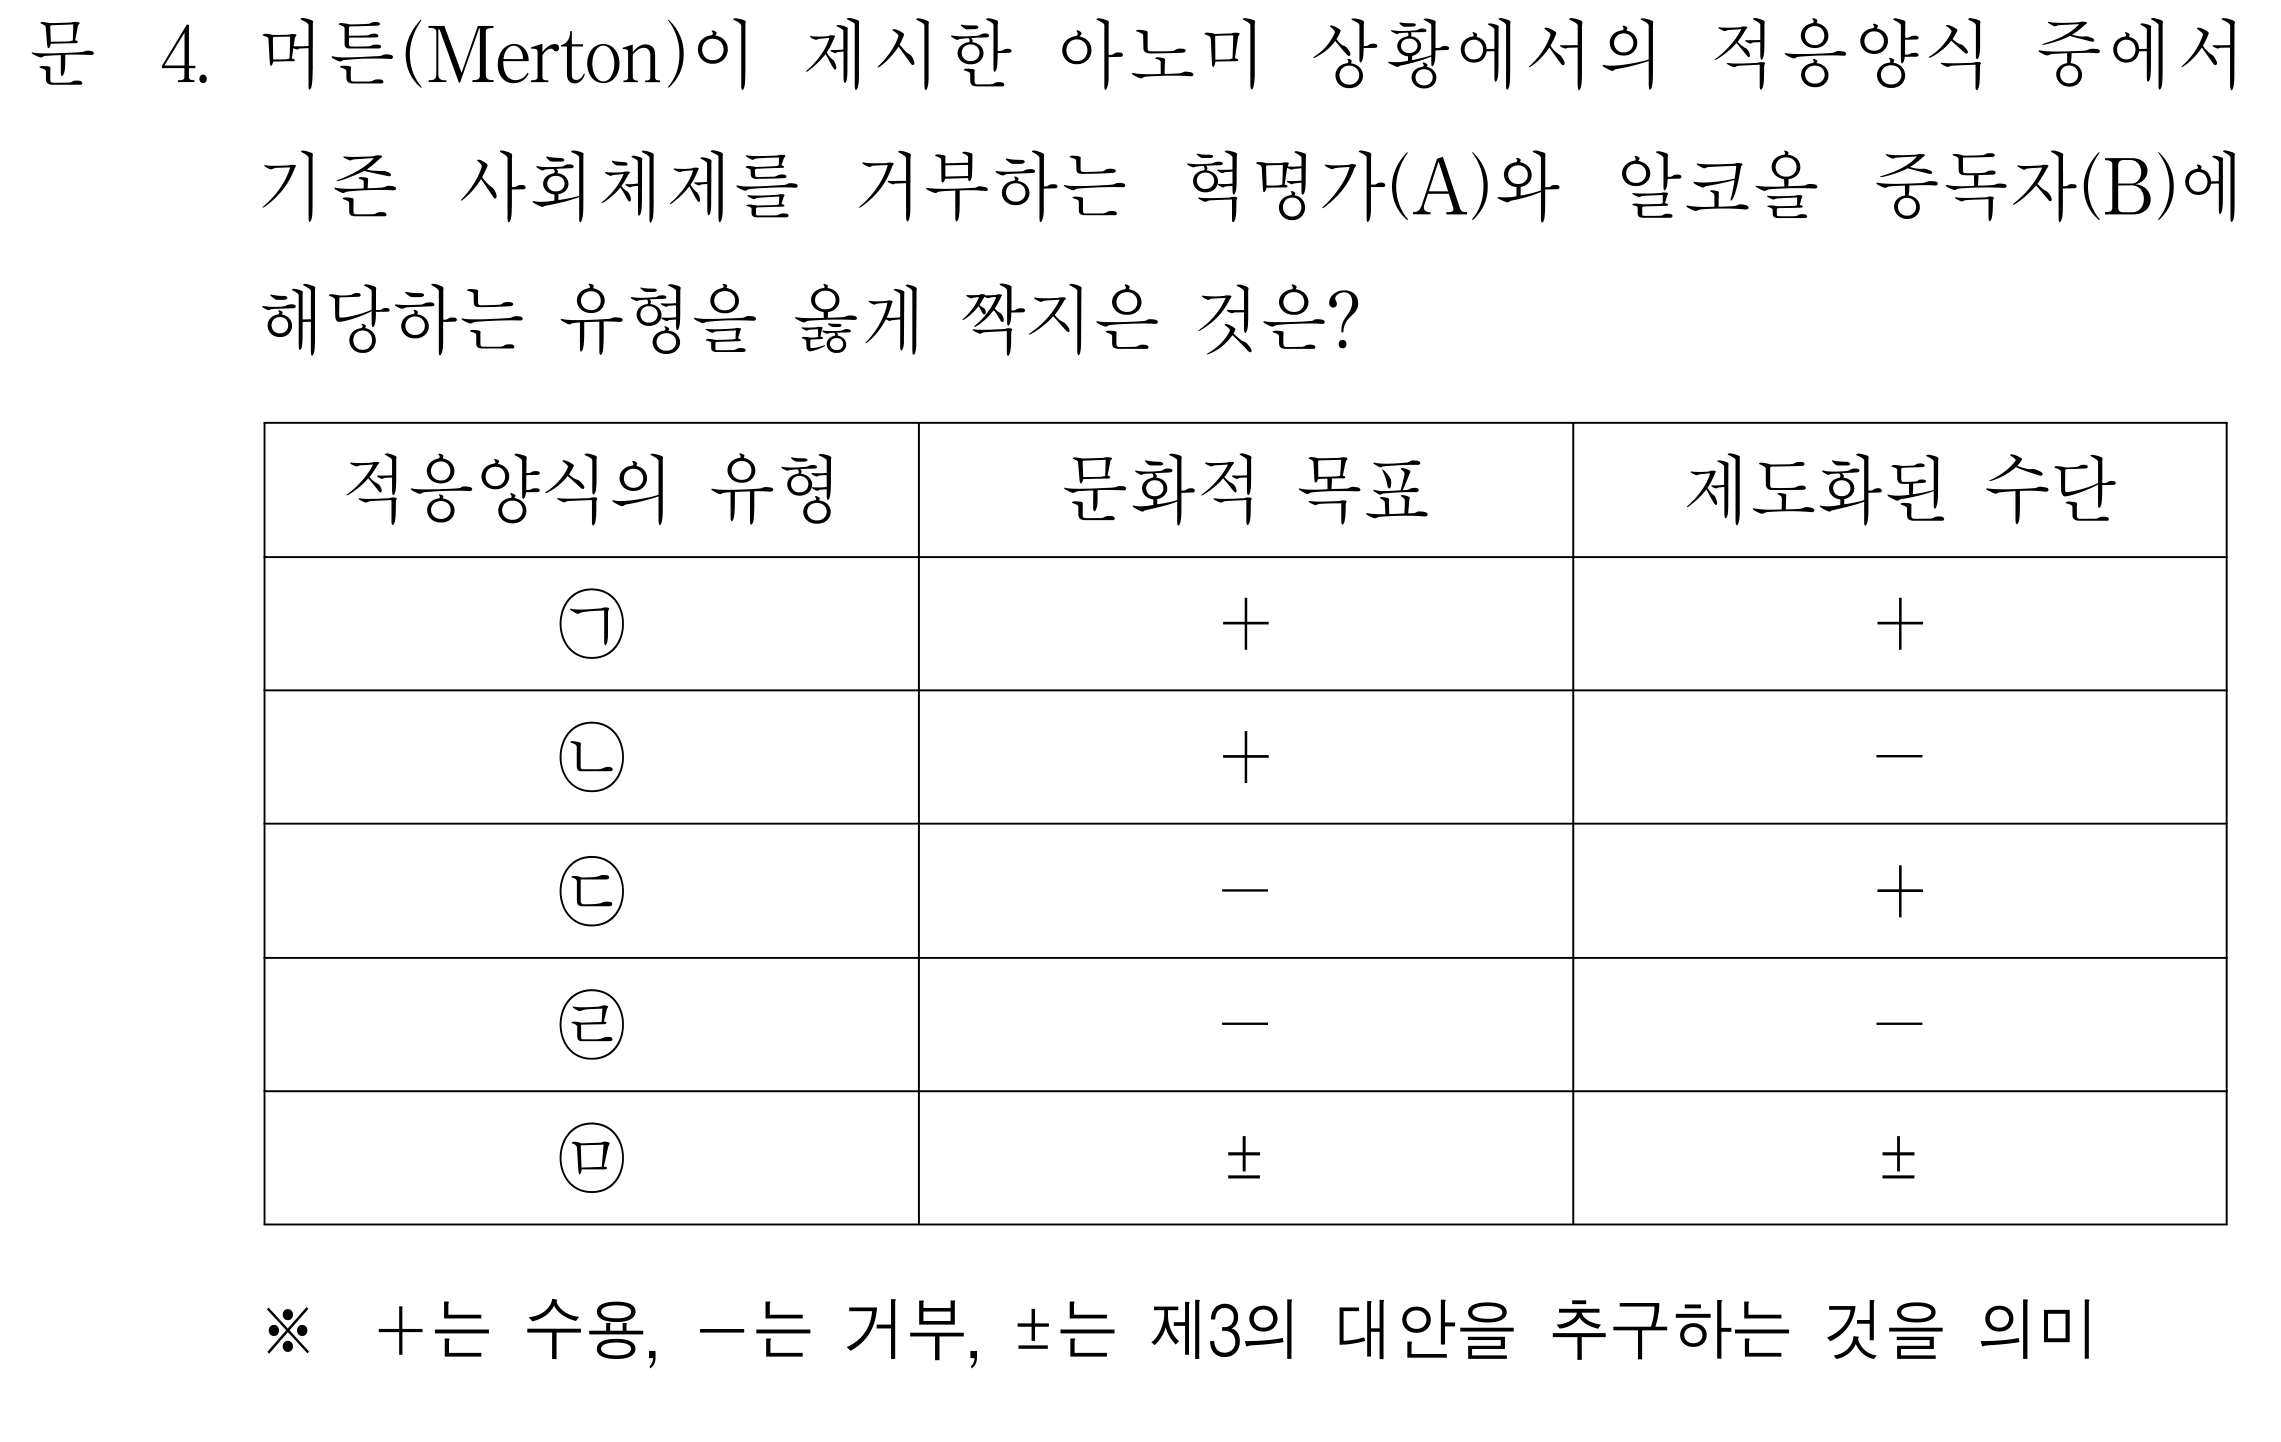 문 4. 머튼(Merton)이 제시한 아노미 상황에서의 적응양식 중에서
기존 사회체제를 거부하는 혁명가(A)와 알코올 중독자(B)에
해당하는 유형을 옳게 짝지은 것은?
적응양식의 유형 문화적 목표 제도화된 수단
㉠ + +
㉡ + -
㉢ - +
㉣ - -
㉤ ± ±
※ +는 수용, -는 거부, ±는 제3의 대안을 추구하는 것을 의미